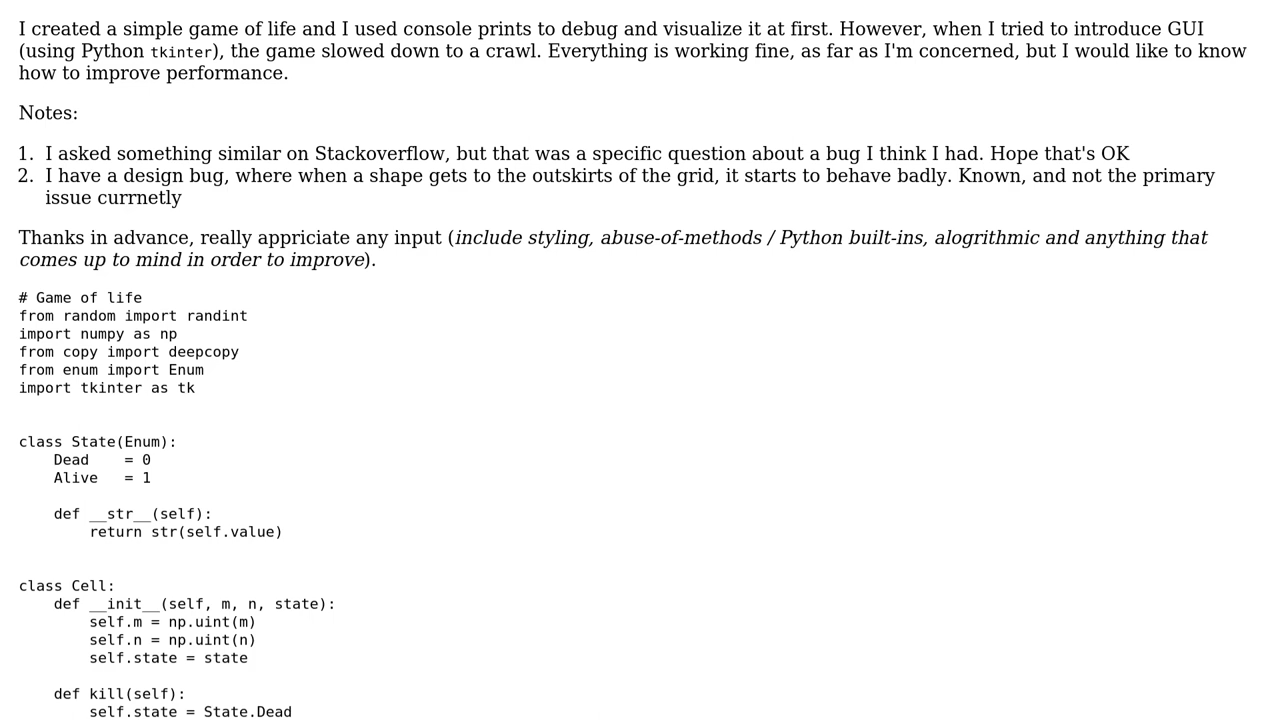 I created a simple game of life and I used console prints to debug and visualize it at first. However, when I tried to introduce GUI
(using Python tkinter), the game slowed down to a crawl. Everything is working fine, as far as I'm concerned, but I would like to know
how to improve performance.
Notes:
1. I asked something similar on Stackoverflow, but that was a specific question about a bug I think I had. Hope that's OK
2. I have a design bug, where when a shape gets to the outskirts of the grid, it starts to behave badly. Known, and not the primary
issue currnetly
Thanks in advance, really appriciate any input (include styling, abuse-of-methods / Python built-ins, alogrithmic and anything that
comes up to mind in order to improve).
# Game of life
from random import randint
import numpy as np
from copy import deepcopy
from enum import Enum
import tkinter as tk
class State(Enum):
    Dead    = 0
    Alive   = 1
    def __str__(self):
        return str(self.value)
class Cell:
    def __init__(self, m, n, state):
        self.m = np.uint(m)
        self.n = np.uint(n)
        self.state = state
    def kill(self):
        self.state = State.Dead